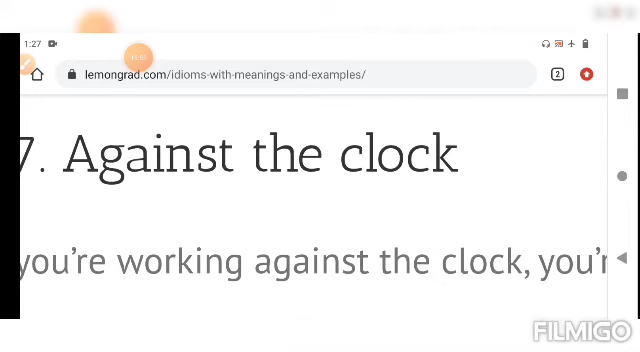 1:27
lemongrad.com/idioms-with-meanings-and-examples/
2
7. Against the clock
you're working against the clock, you'r
FILMIGO